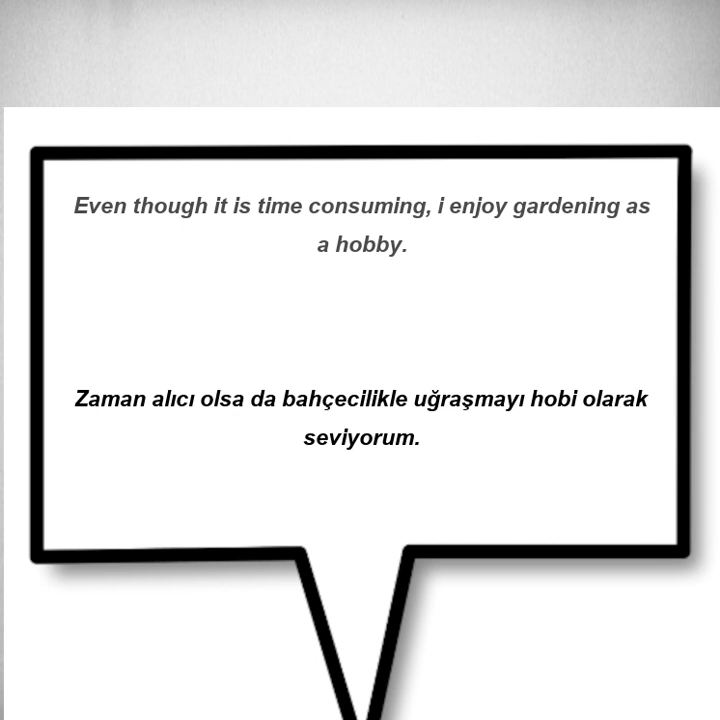 Even though it is time consuming, i enjoy gardening as
a hobby.
Zaman alıcı olsa da bahçecilikle uğraşmayı hobi olarak
seviyorum.